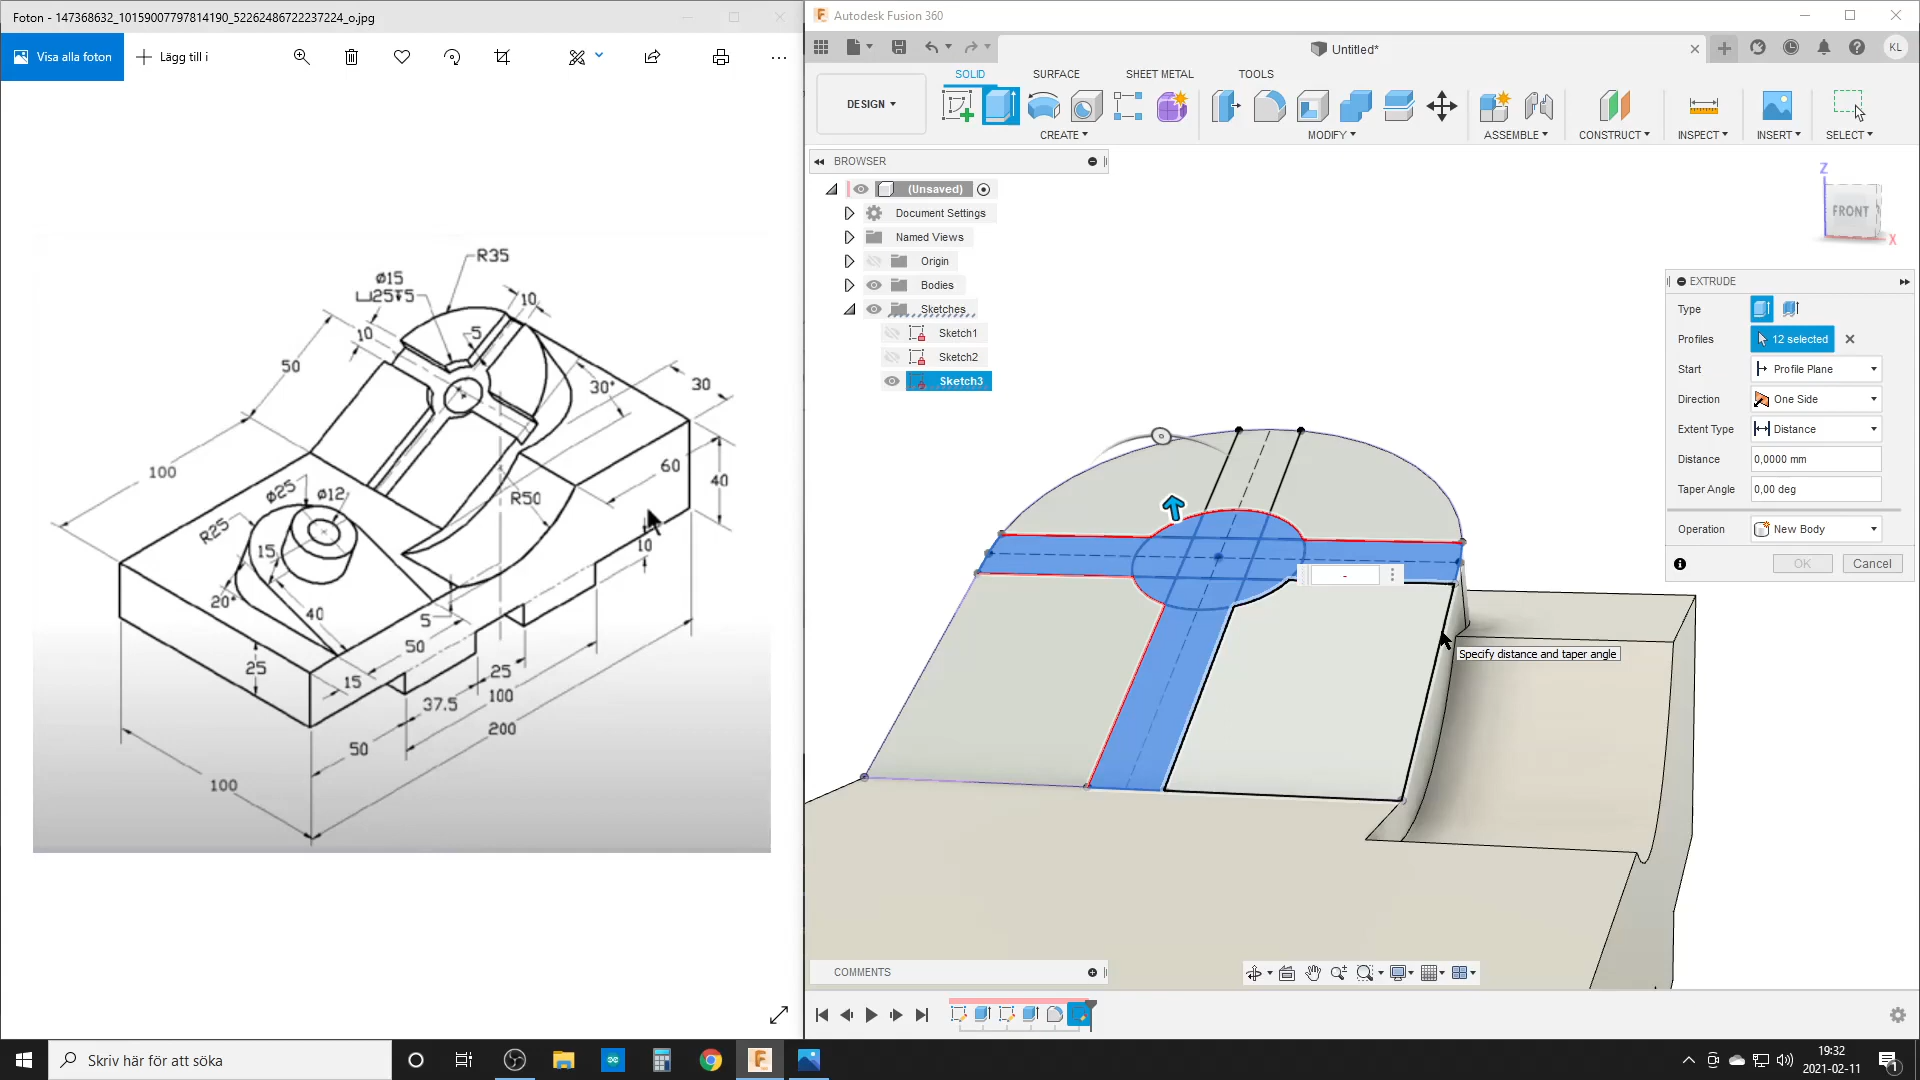 Foton - 147368632_10159007797814190_52262486722237224_o.jpg
Visa alla foton
Lägg till i
R35
ø15
⌴25↧5
10
10
5
50
30°
30
60
40
100
ø25
ø12
R50
R25
15
10
20°
40
5
50
25
15
25
37.5
100
50
200
100
Autodesk Fusion 360
Untitled*
KL
DESIGN
SOLID
SURFACE
SHEET METAL
TOOLS
CREATE
MODIFY
ASSEMBLE
CONSTRUCT
INSPECT
INSERT
SELECT
BROWSER
(Unsaved)
Document Settings
Named Views
Origin
Bodies
Sketches
Sketch1
Sketch2
Sketch3
Z
FRONT
X
EXTRUDE
Type
Profiles
12 selected
Start
Profile Plane
Direction
One Side
Extent Type
Distance
Distance
0,0000 mm
Taper Angle
0,00 deg
Operation
New Body
OK
Cancel
-
Specify distance and taper angle
COMMENTS
Skriv här för att söka
19:32
2021-02-11
1